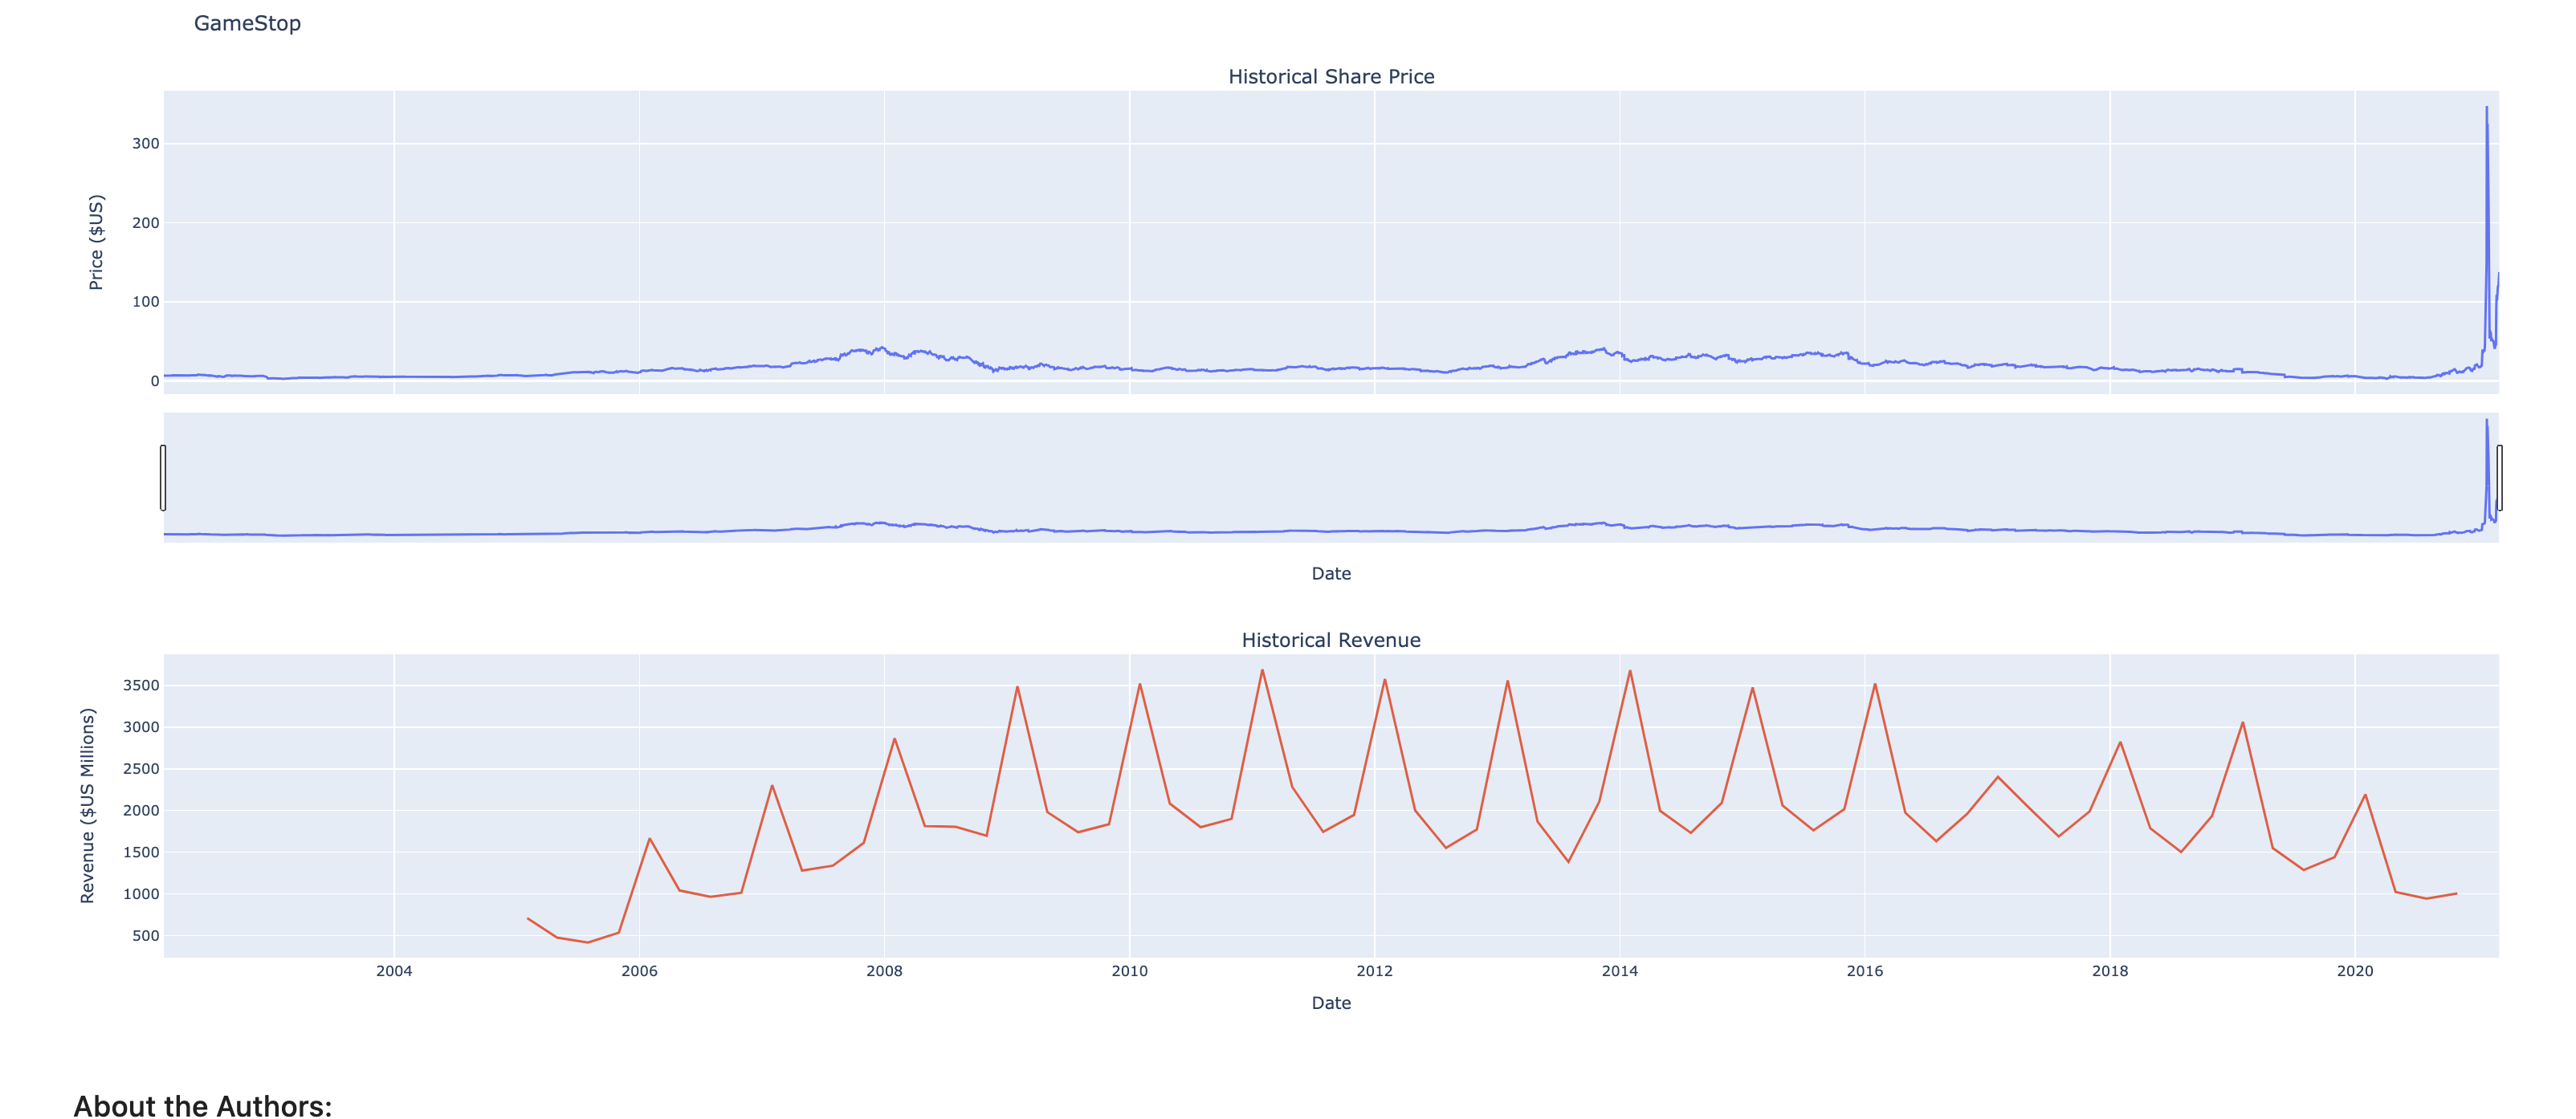 GameStop
Historical Share Price
Price ($US)
300
200
100
0
Date
Historical Revenue
Revenue ($US Millions)
3500
3000
2500
2000
1500
1000
500
2004 2006 2008 2010 2012 2014 2016 2018 2020
Date
About the Authors: